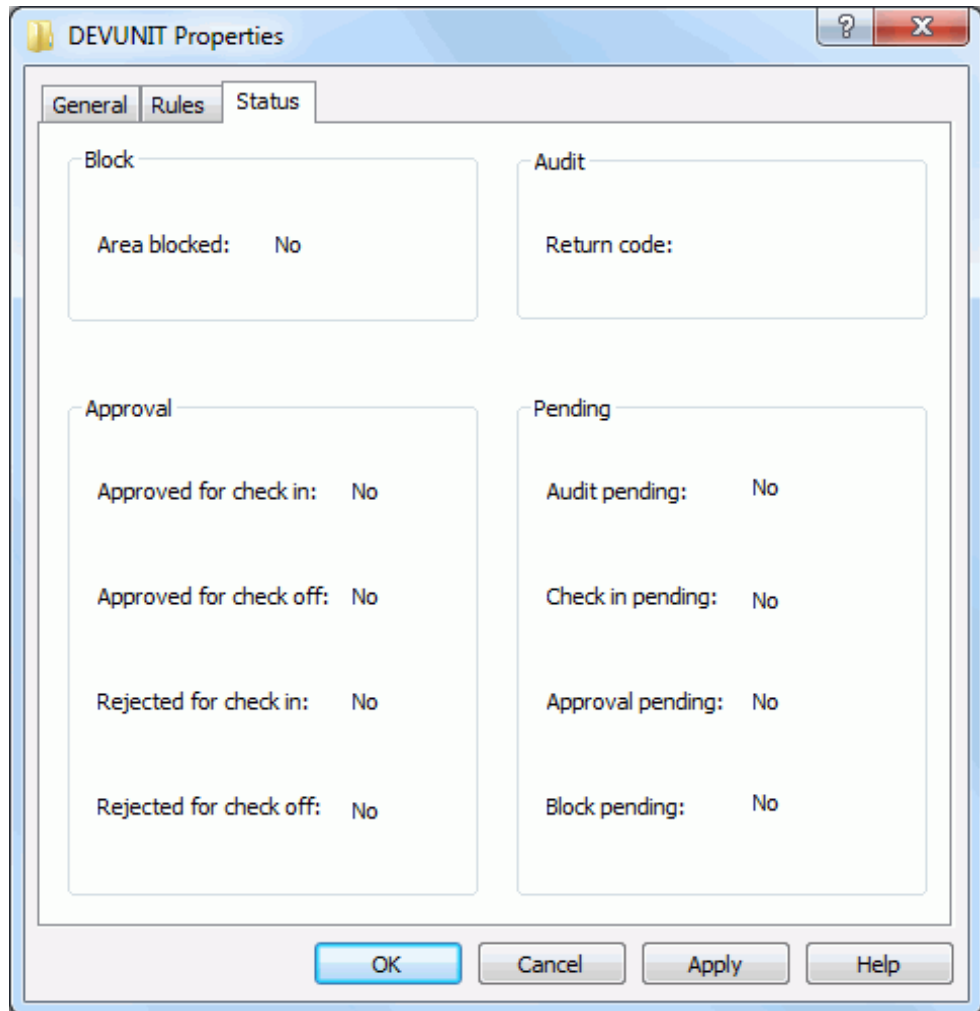 DEVUNIT Properties
General Rules Status
Block
Area blocked: No
Audit
Return code:
Approval
Approved for check in: No
Approved for check off: No
Rejected for check in: No
Rejected for check off: No
Pending
Audit pending: No
Check in pending: No
Approval pending: No
Block pending: No
OK Cancel Apply Help